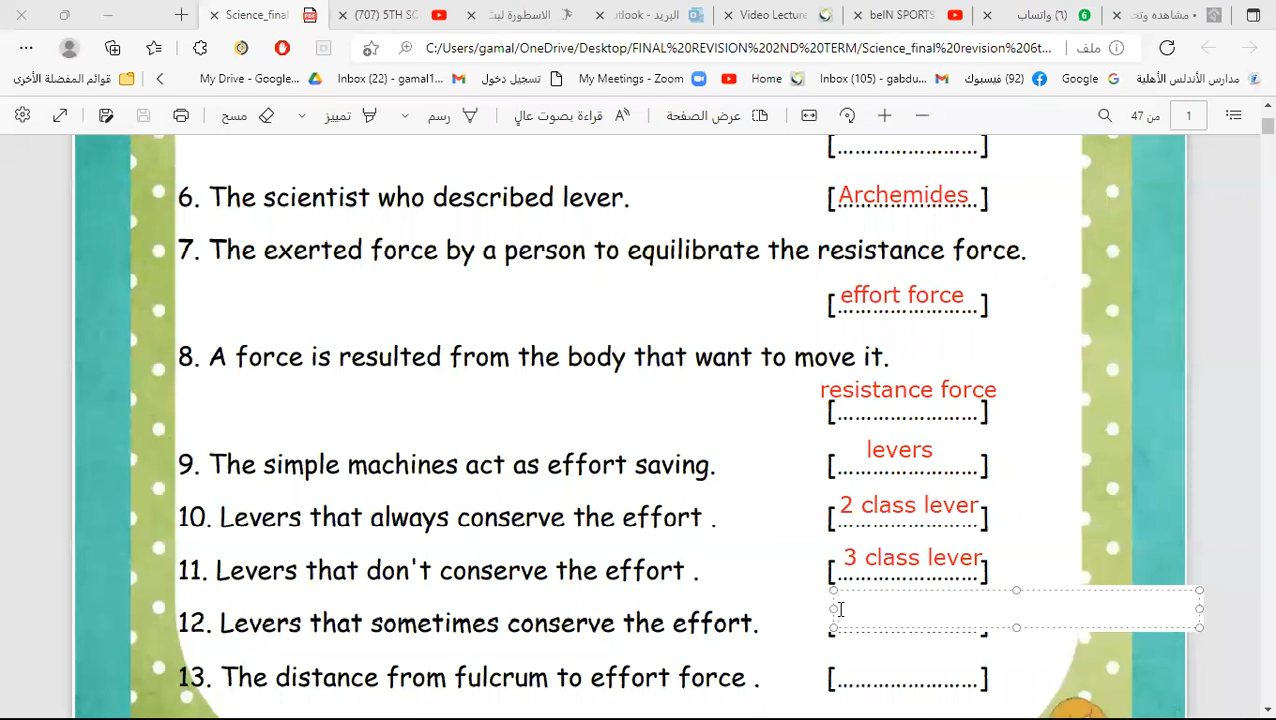 Science_final
(707) 5TH SC
الاسطورة لبث
البريد - utlook
Video Lecture
beIN SPORTS
(٦) واتساب
مشاهده وتح
C:/Users/gamal/OneDrive/Desktop/FINAL%20REVISION%202ND%20TERM/Science_final%20revision%206t...
ملف
قوائم المفضلة الأخرى
My Drive - Google...
Inbox (22) - gamal1...
تسجيل دخول
My Meetings - Zoom
Home
Inbox (105) - gabdu...
(92) فيسبوك
Google
مدارس الأندلس الأهلية
مسح
تمييز
رسم
قراءة بصوت عالٍ
عرض الصفحة
من 47
1
[........................]
6. The scientist who described lever.
[Archemides]
7. The exerted force by a person to equilibrate the resistance force.
[effort force]
8. A force is resulted from the body that want to move it.
resistance force
[........................]
9. The simple machines act as effort saving.
[levers]
10. Levers that always conserve the effort .
[2 class lever]
11. Levers that don't conserve the effort .
[3 class lever]
12. Levers that sometimes conserve the effort.
13. The distance from fulcrum to effort force .
[........................]